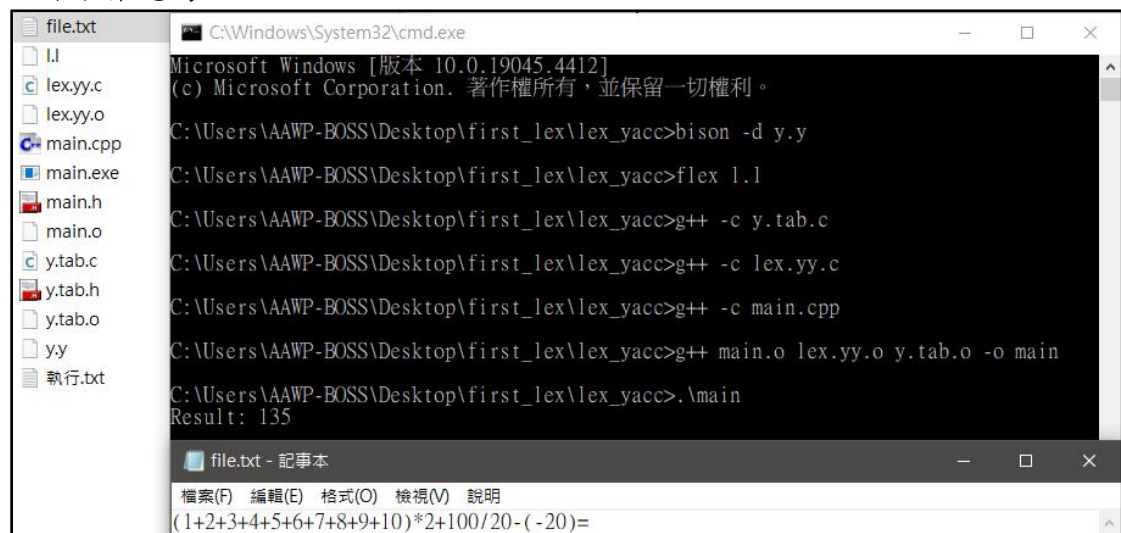 file.txt
l.l
lex.yy.c
lex.yy.o
main.cpp
main.exe
main.h
main.o
y.tab.c
y.tab.h
y.tab.o
y.y
執行.txt
C:\Windows\System32\cmd.exe
Microsoft Windows [版本 10.0.19045.4412]
(c) Microsoft Corporation. 著作權所有，並保留一切權利。
C:\Users\AAWP-BOSS\Desktop\first_lex\lex_yacc>bison -d y.y
C:\Users\AAWP-BOSS\Desktop\first_lex\lex_yacc>flex l.l
C:\Users\AAWP-BOSS\Desktop\first_lex\lex_yacc>g++ -c y.tab.c
C:\Users\AAWP-BOSS\Desktop\first_lex\lex_yacc>g++ -c lex.yy.c
C:\Users\AAWP-BOSS\Desktop\first_lex\lex_yacc>g++ -c main.cpp
C:\Users\AAWP-BOSS\Desktop\first_lex\lex_yacc>g++ main.o lex.yy.o y.tab.o -o main
C:\Users\AAWP-BOSS\Desktop\first_lex\lex_yacc>.\main
Result: 135
file.txt - 記事本
檔案(F) 編輯(E) 格式(O) 檢視(V) 說明
(1+2+3+4+5+6+7+8+9+10)*2+100/20-(-20)=